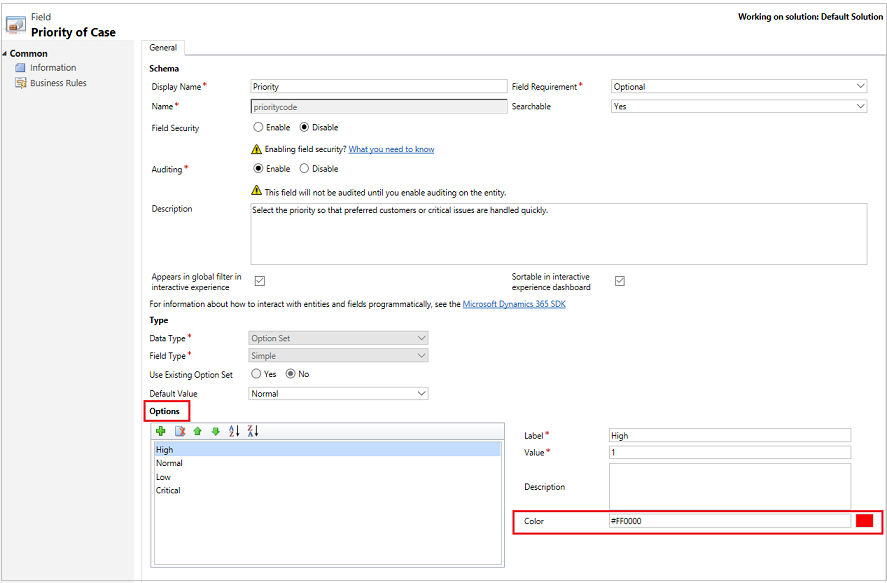 Field
Priority of Case
Working on solution: Default Solution
Common
Information
Business Rules
General
Schema
Display Name* Priority Field Requirement* Optional
Name* prioritycode Searchable Yes
Field Security Enable Disable
Enabling field security? What you need to know
Auditing* Enable Disable
This field will not be audited until you enable auditing on the entity.
Description Select the priority so that preferred customers or critical issues are handled quickly.
Appears in global filter in
interactive experience
Sortable in interactive
experience dashboard
For information about how to interact with entities and fields programmatically, see the Microsoft Dynamics 365 SDK
Type
Data Type* Option Set
Field Type* Simple
Use Existing Option Set Yes No
Default Value Normal
Options
High
Normal
Low
Critical
Label* High
Value* 1
Description
Color #FF0000